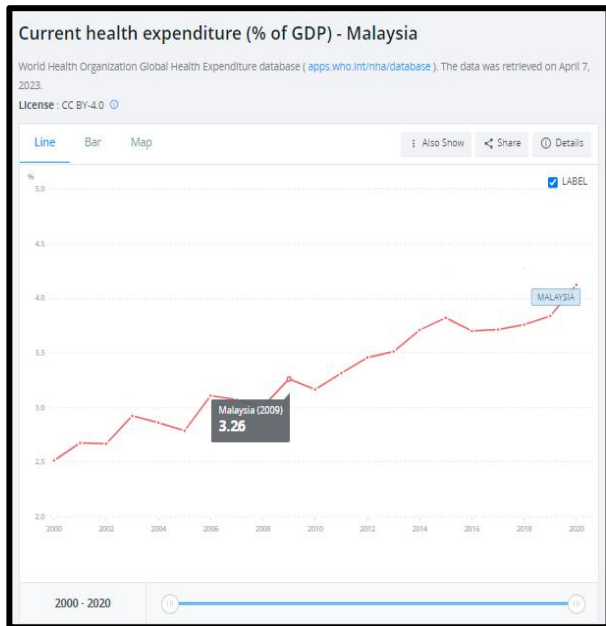 Current health expenditure (% of GDP) - Malaysia
World Health Organization Global Health Expenditure database ( apps.who.int/nha/database ). The data was retrieved on April 7,
2023.
License : CC BY-4.0
Line Bar Map Also Show Share Details
%
LABEL
5.0
4.5
4.0
MALAYSIA
3.5
3.0
Malaysia (2009)
3.26
2.5
2.0
2000 2002 2004 2006 2008 2010 2012 2014 2016 2018 2020
2000 - 2020